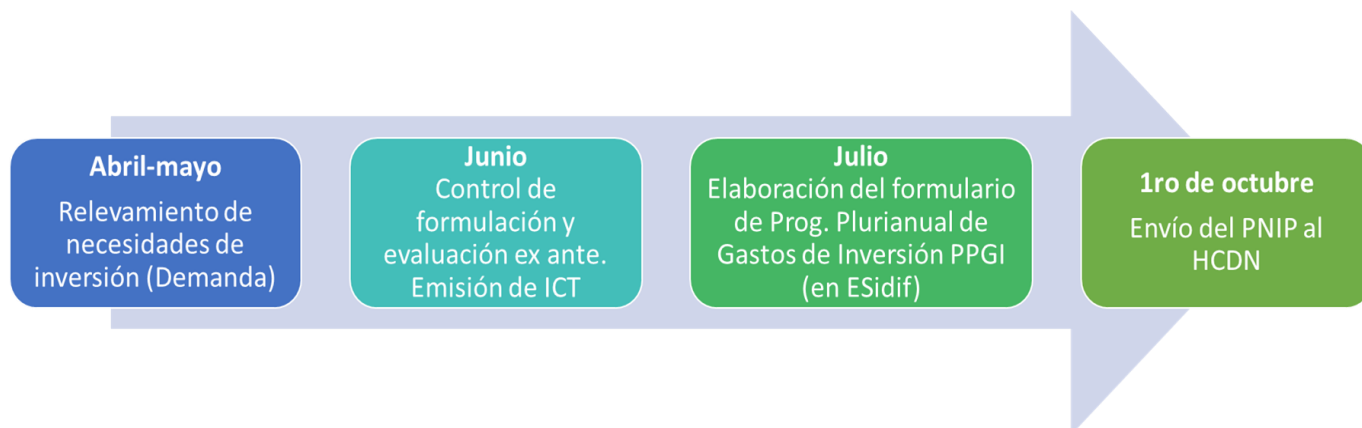 Abril-mayo
Relevamiento de
necesidades de
inversión (Demanda)
Junio
Control de
formulación y
evaluación ex ante.
Emisión de ICT
Julio
Elaboración del formulario
de Prog. Plurianual de
Gastos de Inversión PPGI
(en ESidif)
1ro de octubre
Envío del PNIP al
HCDN